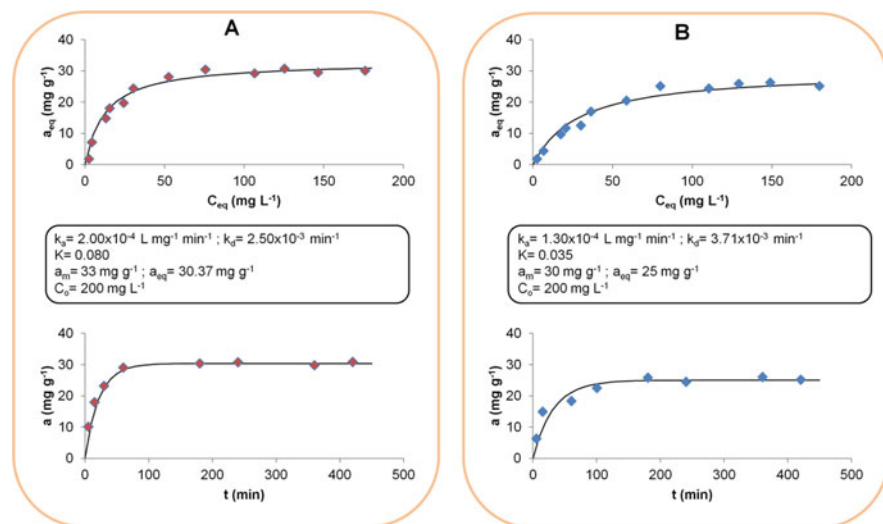 A
40
30
20
10
0
a_eq (mg g⁻¹)
0 50 100 150 200
C_eq (mg L⁻¹)
k_a= 2.00x10⁻⁴ L mg⁻¹ min⁻¹ ; k_d= 2.50x10⁻³ min⁻¹
K= 0.080
a_m= 33 mg g⁻¹ ; a_eq= 30.37 mg g⁻¹
C_o= 200 mg L⁻¹
40
30
20
10
0
a (mg g⁻¹)
0 100 200 300 400 500
t (min)
B
40
30
20
10
0
a_eq (mg g⁻¹)
0 50 100 150 200
C_eq (mg L⁻¹)
k_a= 1.30x10⁻⁴ L mg⁻¹ min⁻¹ ; k_d= 3.71x10⁻³ min⁻¹
K= 0.035
a_m= 30 mg g⁻¹ ; a_eq= 25 mg g⁻¹
C_o= 200 mg L⁻¹
40
30
20
10
0
a (mg g⁻¹)
0 100 200 300 400 500
t (min)